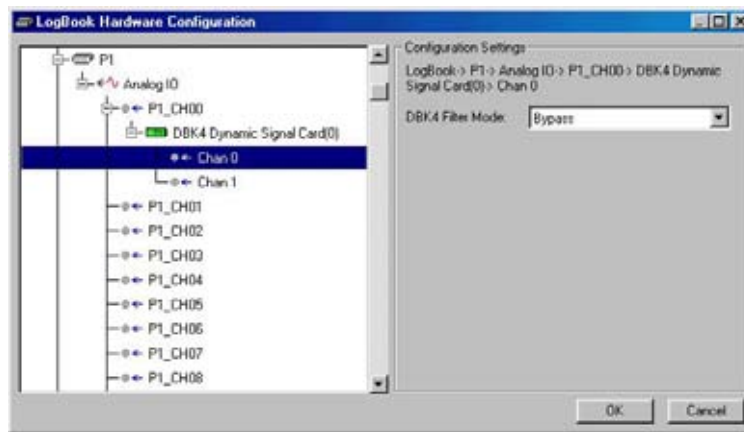 LogBook Hardware Configuration
P1
Analog IO
P1_CH00
DBK4 Dynamic Signal Card(0)
Chan 0
Chan 1
P1_CH01
P1_CH02
P1_CH03
P1_CH04
P1_CH05
P1_CH06
P1_CH07
P1_CH08
Configuration Settings
LogBook-> P1-> Analog IO-> P1_CH00-> DBK4 Dynamic
Signal Card(0)-> Chan 0
DBK4 Filter Mode: Bypass
OK Cancel